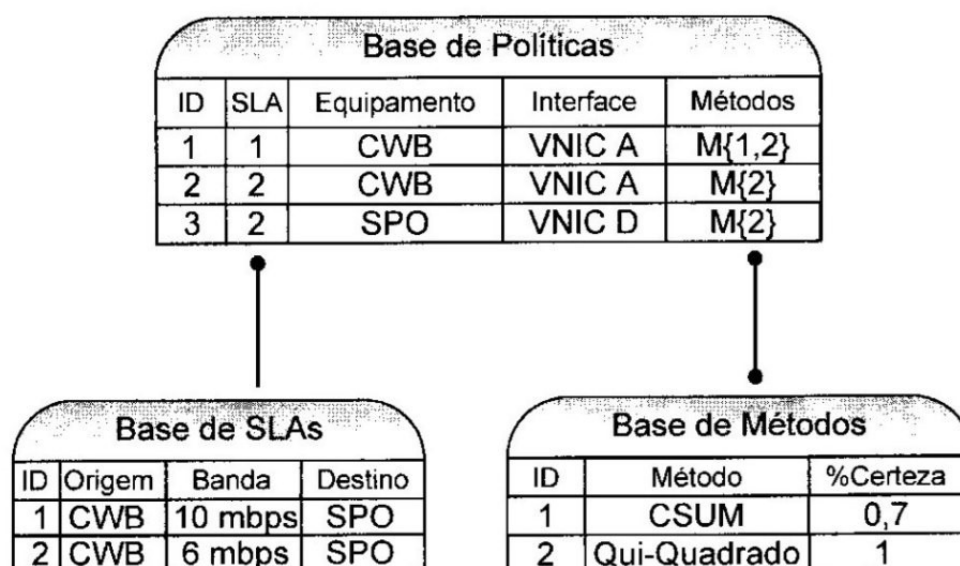 Base de Políticas
ID SLA Equipamento Interface Métodos
1 1 CWB VNIC A M{1,2}
2 2 CWB VNIC A M{2}
3 2 SPO VNIC D M{2}
Base de SLAs
ID Origem Banda Destino
1 CWB 10 mbps SPO
2 CWB 6 mbps SPO
Base de Métodos
ID Método %Certeza
1 CSUM 0,7
2 Qui-Quadrado 1